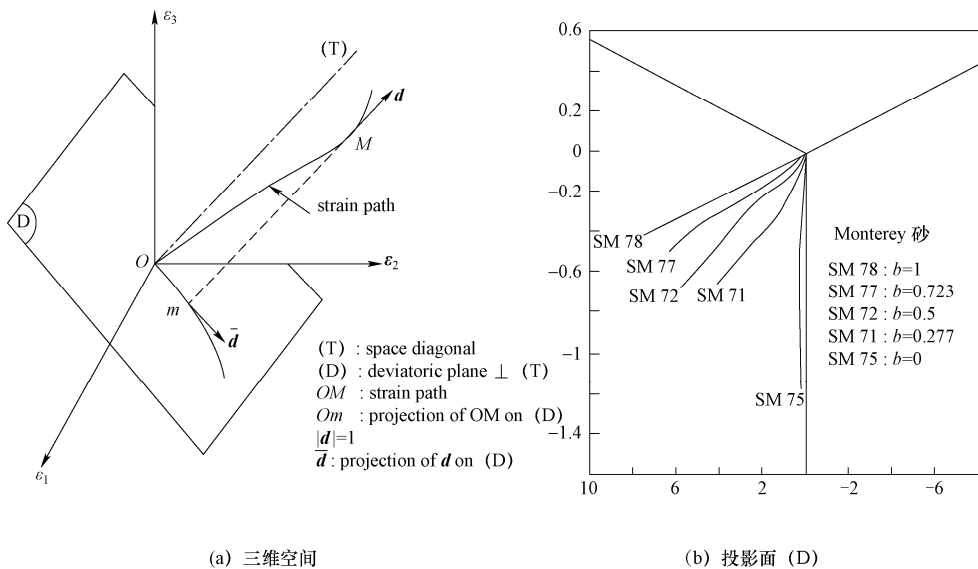 ε3
(T)
d
M
strain path
D
O
ε2
m
d̄
ε1
(T) : space diagonal
(D) : deviatoric plane ⊥ (T)
OM : strain path
Om : projection of OM on (D)
|d|=1
d̄ : projection of d on (D)
(a) 三维空间
0.6
0.2
0
−0.2
−0.6
−1
−1.4
10
6
2
−2
−6
SM 78
SM 77
SM 72
SM 71
SM 75
Monterey 砂
SM 78 : b=1
SM 77 : b=0.723
SM 72 : b=0.5
SM 71 : b=0.277
SM 75 : b=0
(b) 投影面 (D)